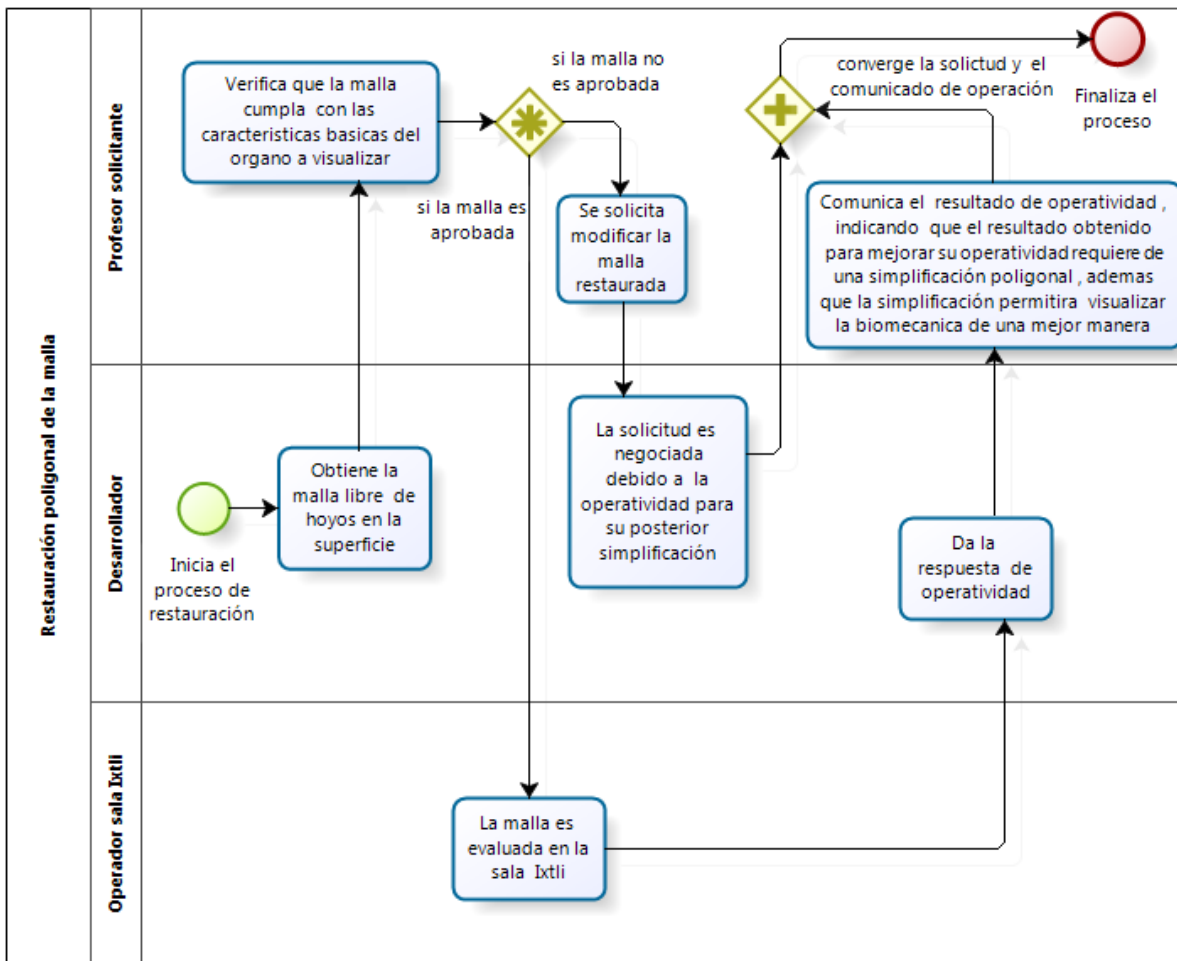 Restauración poligonal de la malla
Profesor solicitante
Verifica que la malla
cumpla con las
caracteristicas basicas del
organo a visualizar
si la malla no
es aprobada
si la malla es
aprobada
Se solicita
modificar la
malla
restaurada
converge la solictud y el
comunicado de operación
Finaliza el
proceso
Comunica el resultado de operatividad ,
indicando que el resultado obtenido
para mejorar su operatividad requiere de
una simplificación poligonal , ademas
que la simplificación permitira visualizar
la biomecanica de una mejor manera
Desarrollador
Inicia el
proceso de
restauración
Obtiene la
malla libre de
hoyos en la
superficie
La solicitud es
negociada
debido a la
operatividad para
su posterior
simplificación
Da la
respuesta de
operatividad
Operador sala Ixtli
La malla es
evaluada en la
sala Ixtli